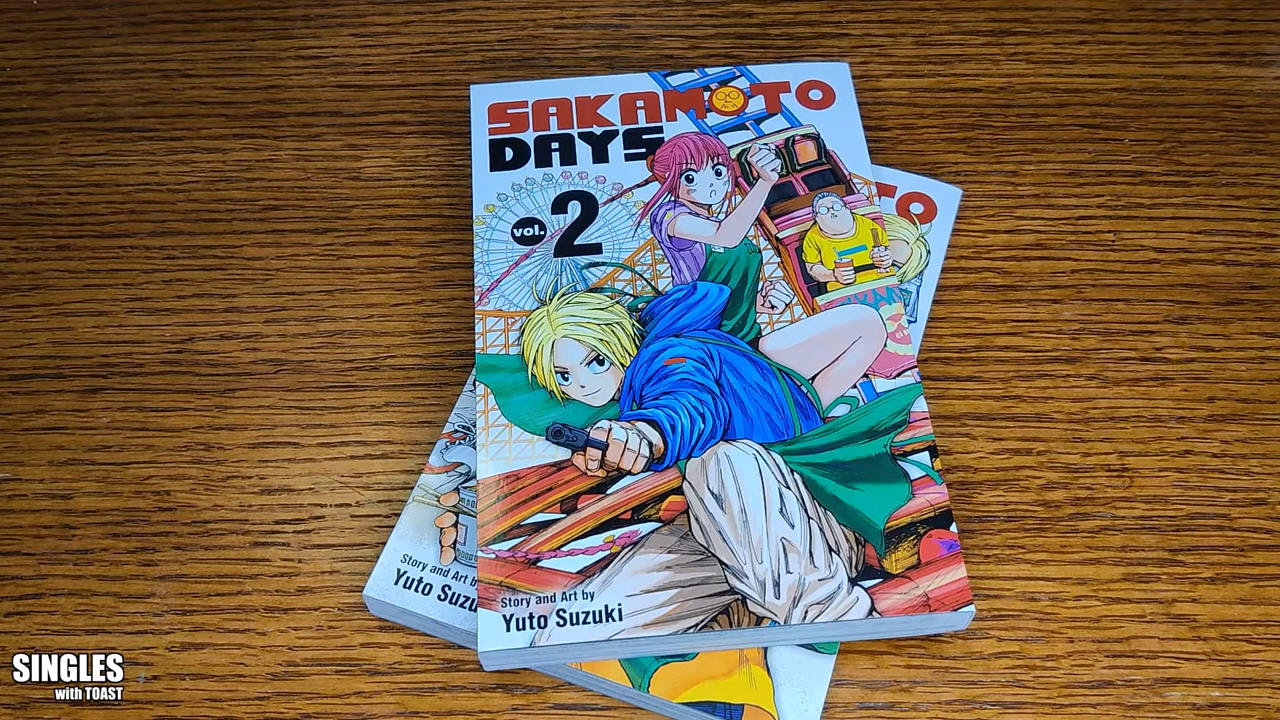 SAKAMOTO
DAYS
vol. 2
TO
Story and Art by
Yuto Suzu
Story and Art by
Yuto Suzuki
SINGLES
with TOAST